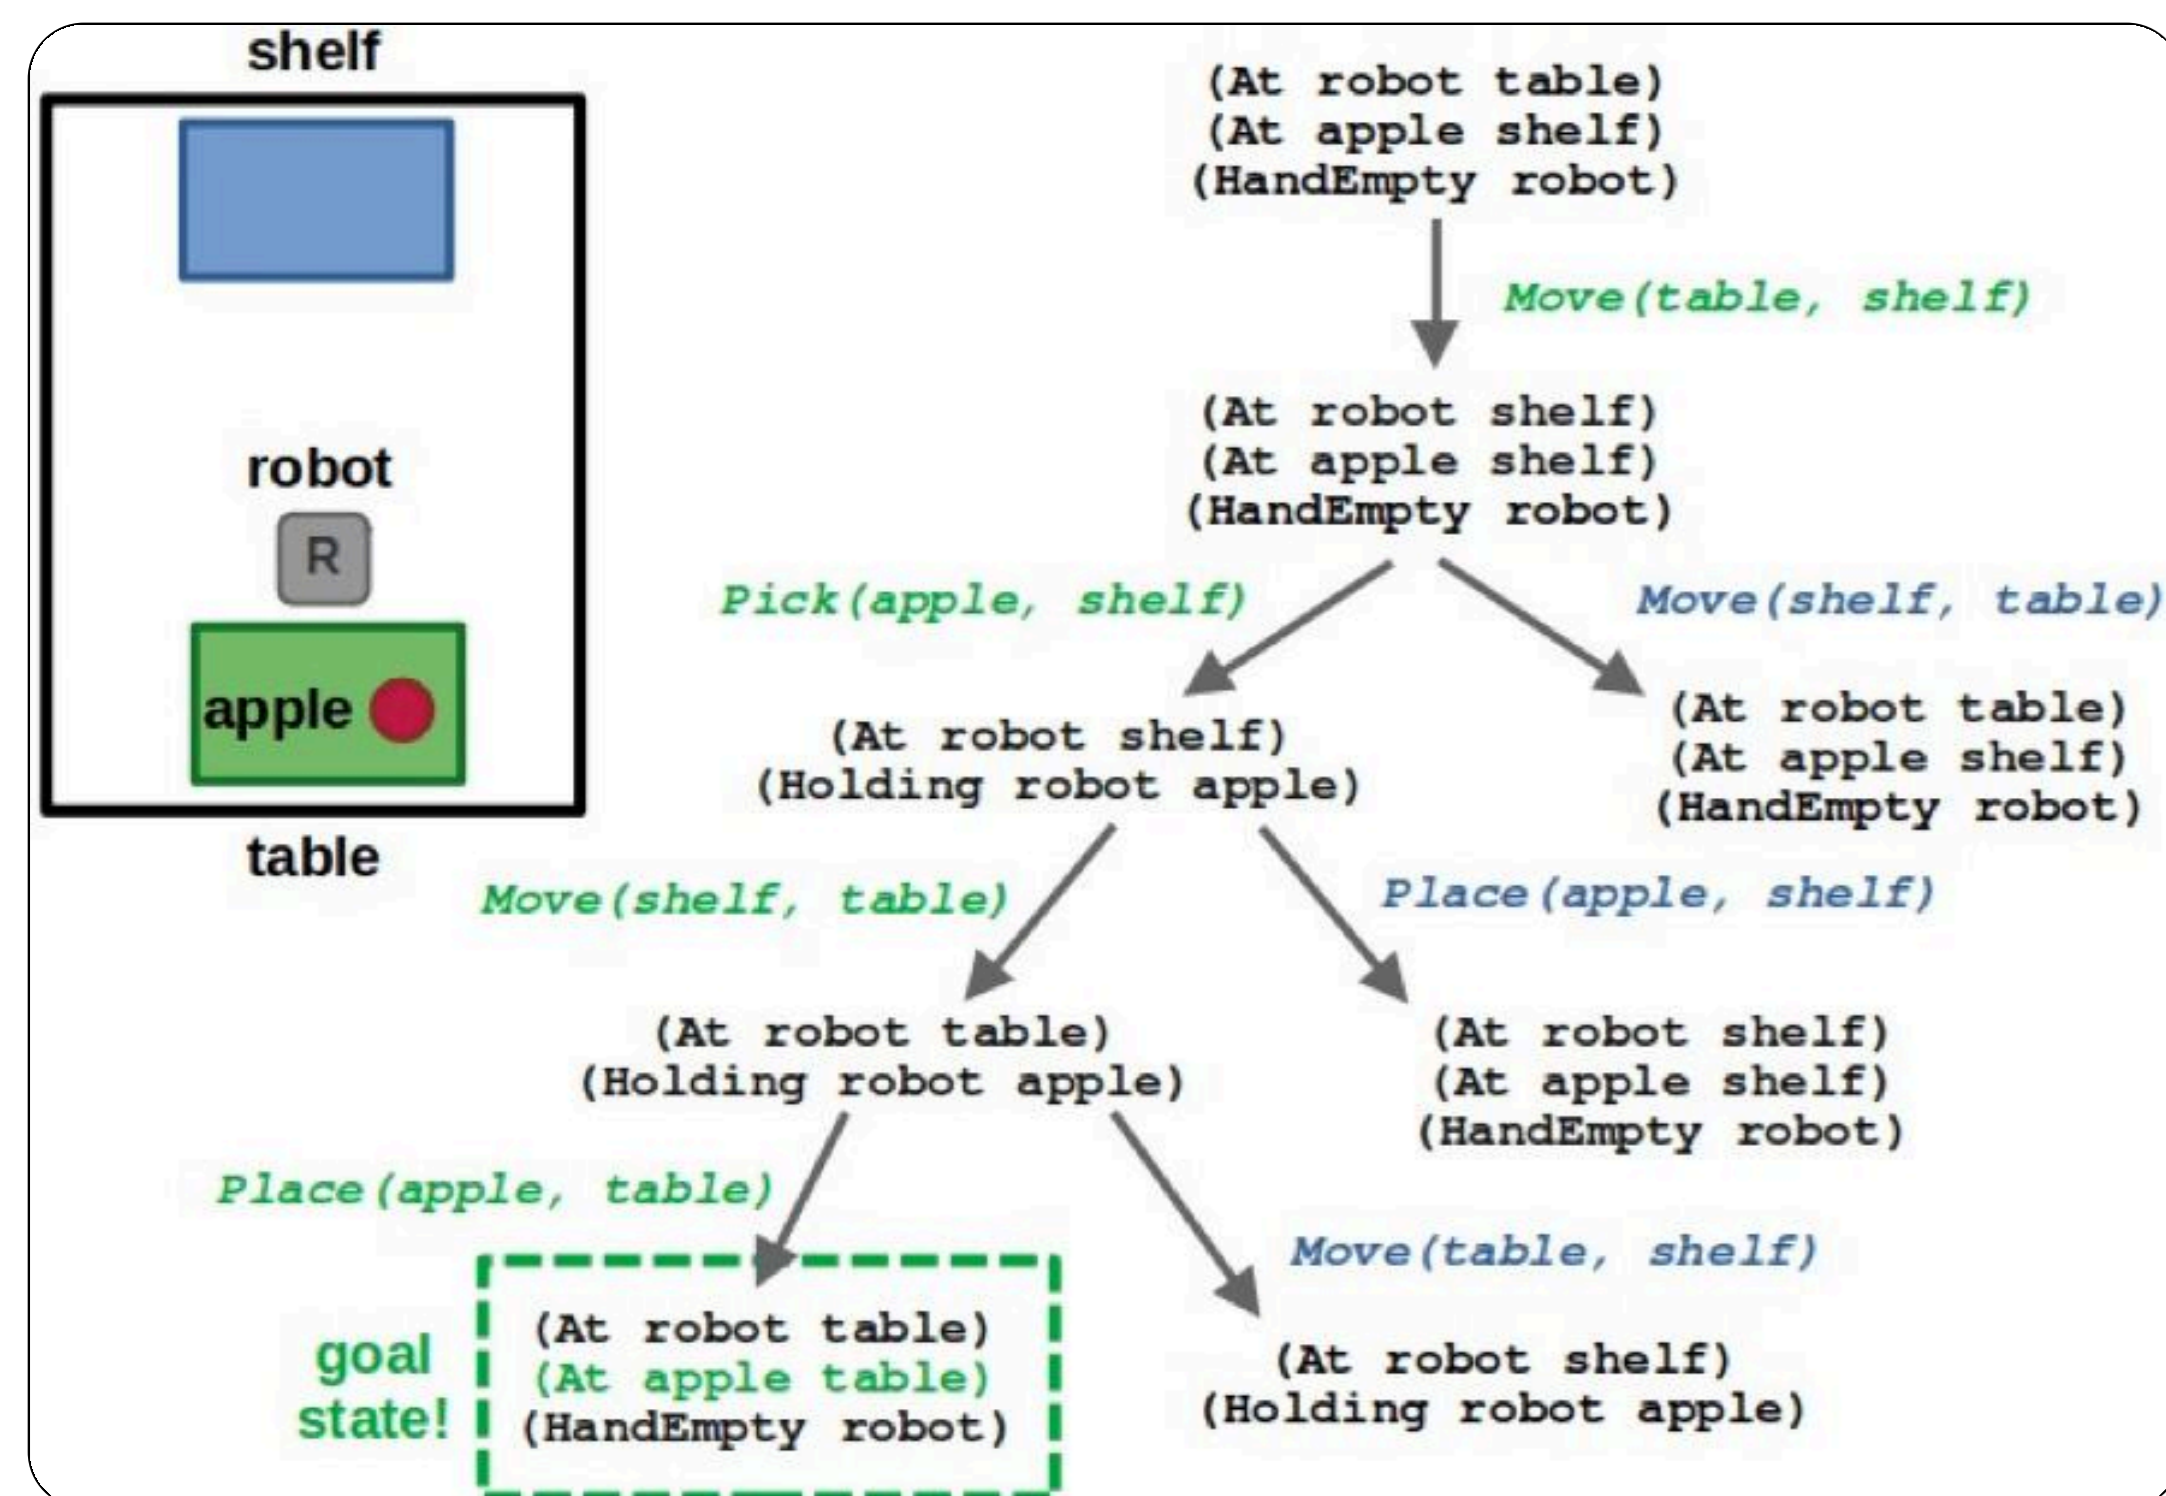 shelf
robot
R
apple
table
(At robot table)
(At apple shelf)
(HandEmpty robot)
Move(table, shelf)
(At robot shelf)
(At apple shelf)
(HandEmpty robot)
Pick(apple, shelf)
Move(shelf, table)
(At robot shelf)
(Holding robot apple)
(At robot table)
(At apple shelf)
(HandEmpty robot)
Move(shelf, table)
Place(apple, shelf)
(At robot table)
(Holding robot apple)
(At robot shelf)
(At apple shelf)
(HandEmpty robot)
Place(apple, table)
Move(table, shelf)
goal
state!
(At robot table)
(At apple table)
(HandEmpty robot)
(At robot shelf)
(Holding robot apple)